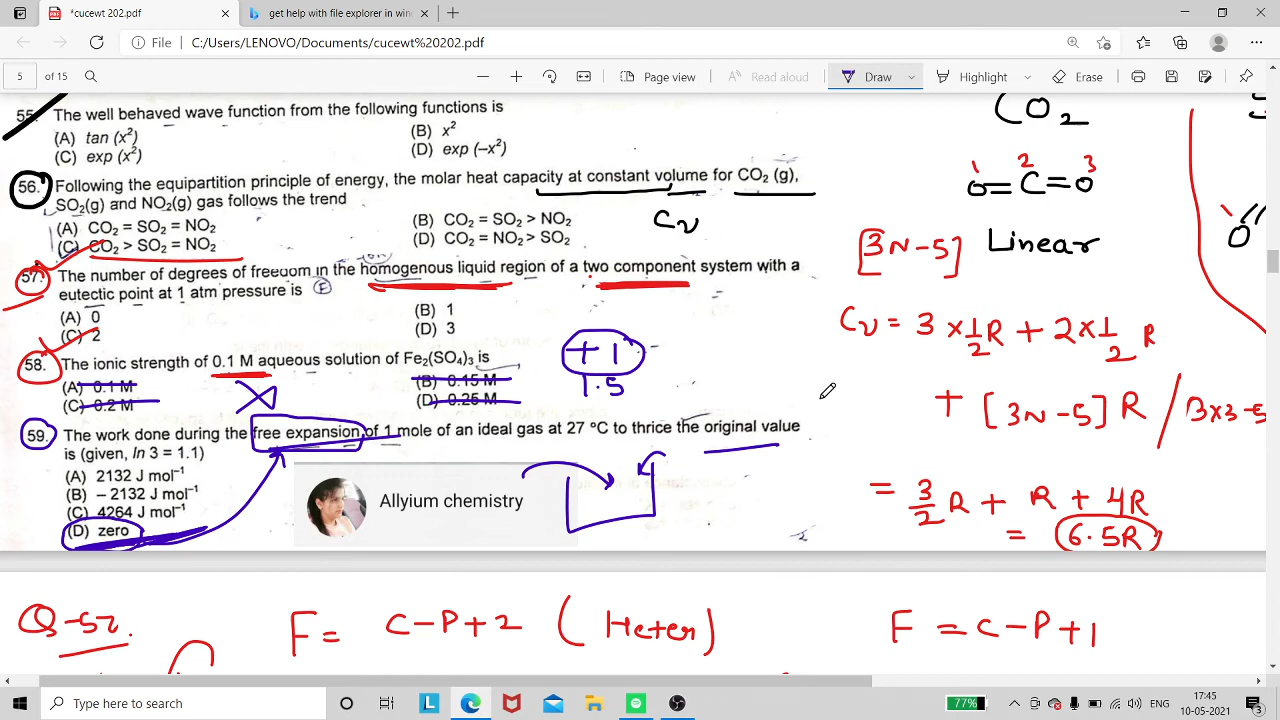 *cucewt 202.pdf
get help with file explorer in win
File | C:/Users/LENOVO/Documents/cucewt%20202.pdf
5 of 15
Page view
Read aloud
Draw
Highlight
Erase
55. The well behaved wave function from the following functions is
(A) tan (x²) (B) x²
(C) exp (x²) (D) exp (–x²)
56. Following the equipartition principle of energy, the molar heat capacity at constant volume for CO₂ (g),
SO₂(g) and NO₂(g) gas follows the trend
(A) CO₂ = SO₂ = NO₂ (B) CO₂ = SO₂ > NO₂
(C) CO₂ > SO₂ = NO₂ (D) CO₂ = NO₂ > SO₂
Cv
57. The number of degrees of freedom in the homogenous liquid region of a two component system with a
eutectic point at 1 atm pressure is (F)
(A) 0 (B) 1
(C) 2 (D) 3
58. The ionic strength of 0.1 M aqueous solution of Fe₂(SO₄)₃ is
(A) 0.1 M (B) 0.15 M
(C) 0.2 M (D) 0.25 M
+1
1.5
59. The work done during the free expansion of 1 mole of an ideal gas at 27 °C to thrice the original value
is (given, ln 3 = 1.1)
(A) 2132 J mol⁻¹
(B) – 2132 J mol⁻¹
(C) 4264 J mol⁻¹
(D) zero
Allyium chemistry
CO₂
1 2 3
O=C=O
[3N-5] Linear
O
Cv = 3 × 1/2 R + 2 × 1/2 R
+ [3N-5] R / 3×3-5
= 3/2 R + R + 4R
= 6.5R
Q-57. F = C-P+2 (Heter) F = C-P+1
Type here to search
77%
17:45
10-05-2021
3